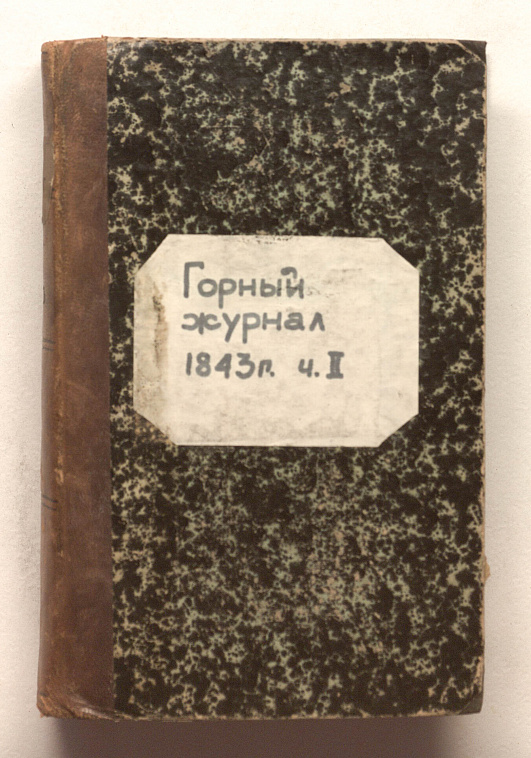 Горный
журнал
1843г. ч. II